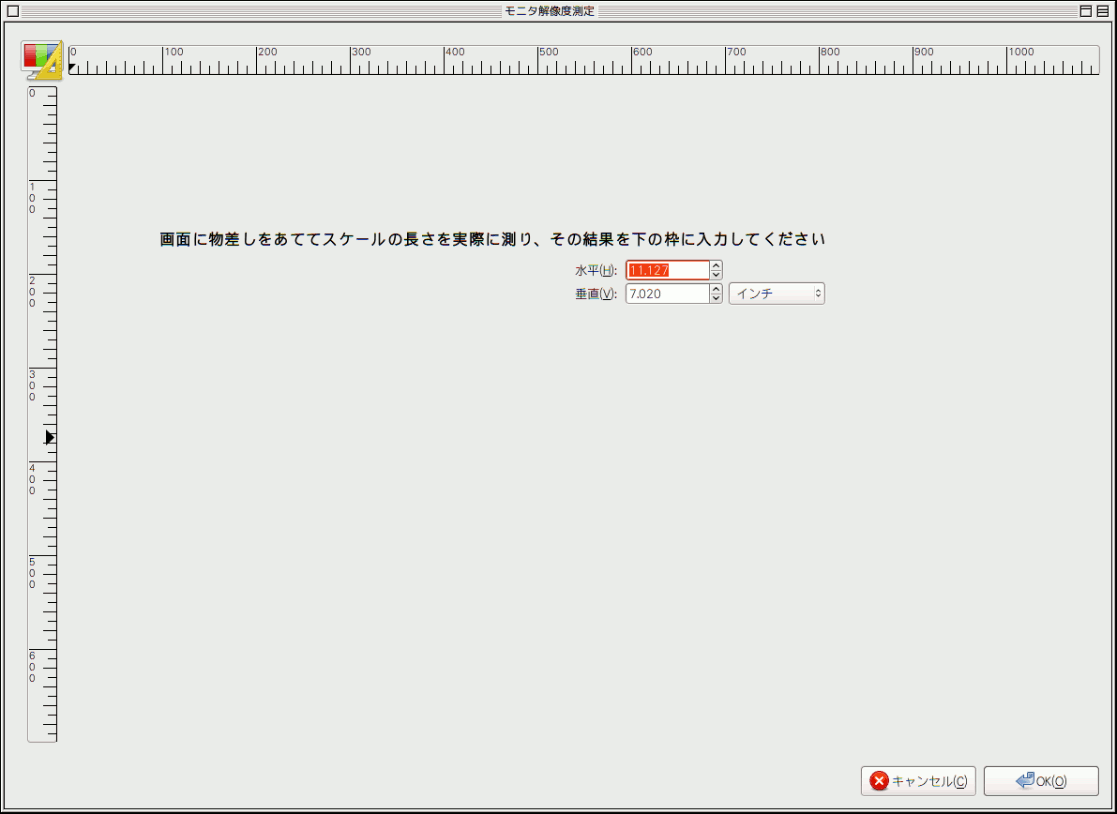 モニタ解像度測定
0 100 200 300 400 500 600 700 800 900 1000
0
100
200
300
400
500
600
画面に物差しをあててスケールの長さを実際に測り、その結果を下の枠に入力してください
水平(H): 11.127
垂直(V): 7.020 インチ
キャンセル(C) OK(O)